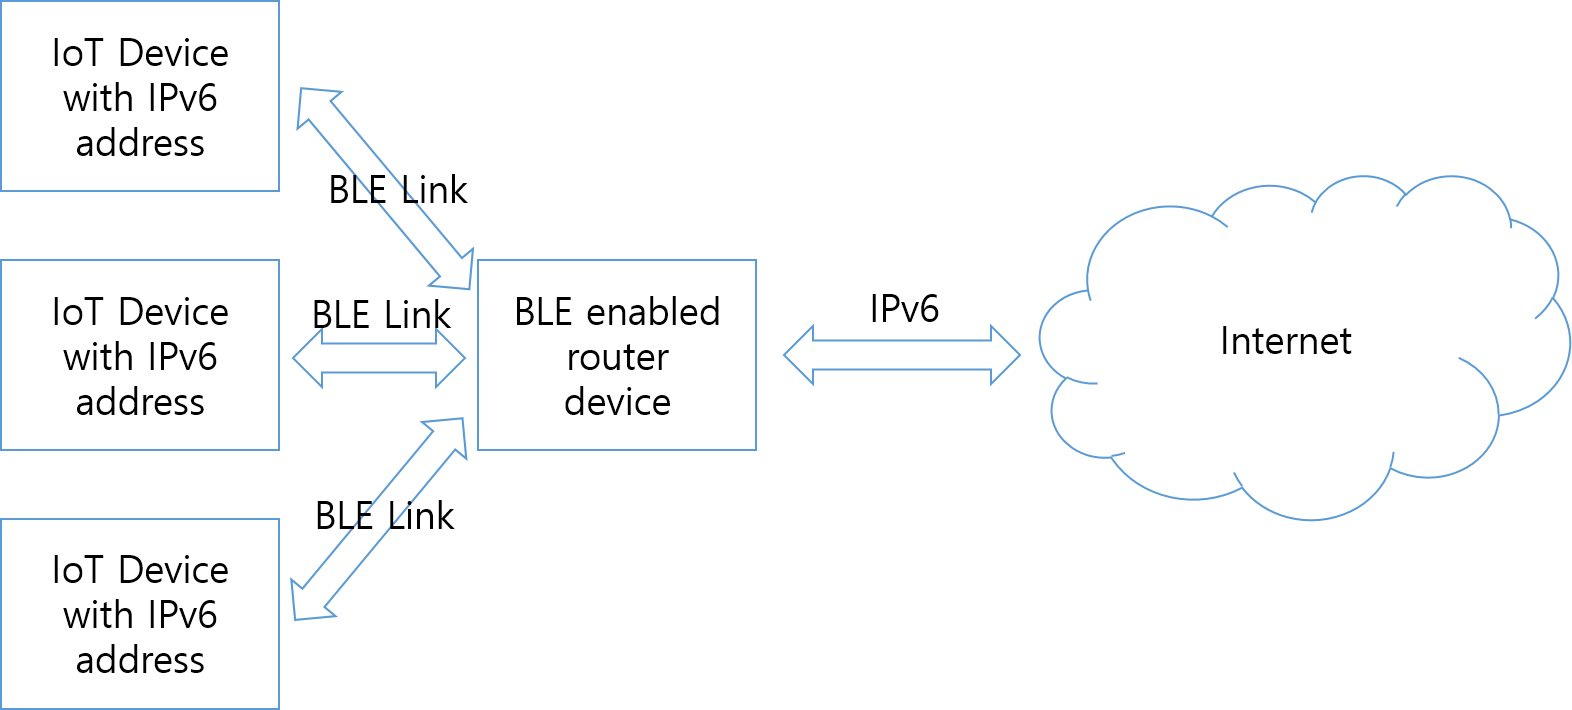 IoT Device
with IPv6
address
BLE Link
IoT Device
with IPv6
address
BLE Link
BLE enabled
router
device
IPv6
Internet
BLE Link
IoT Device
with IPv6
address